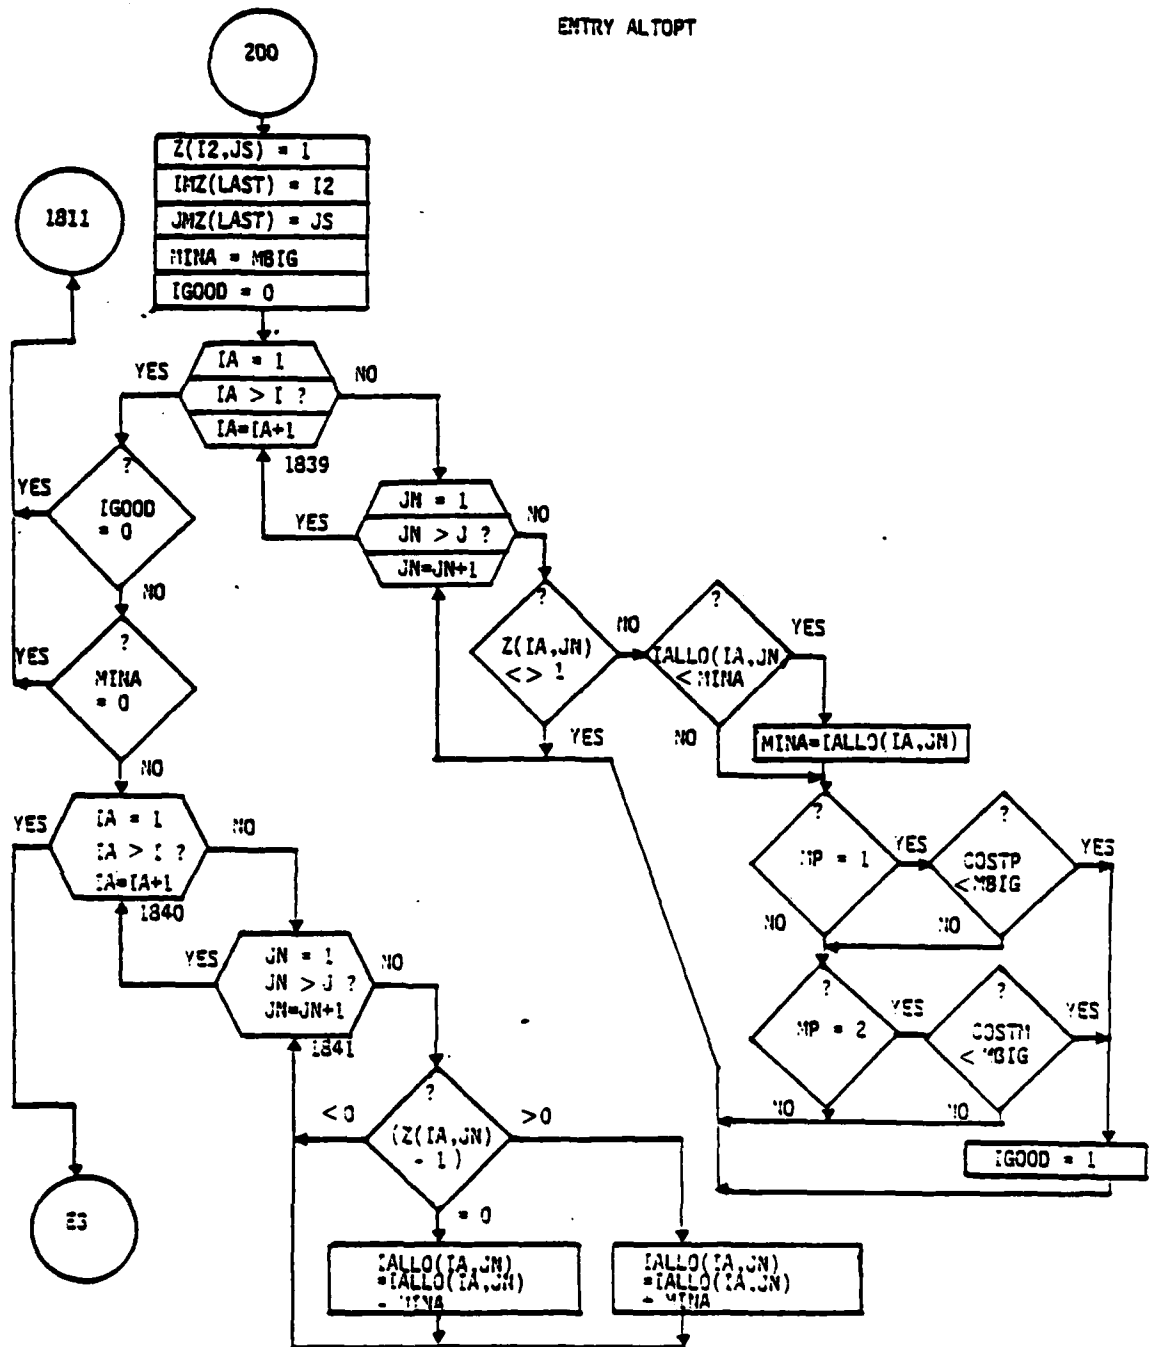 ENTRY ALTOPT
200
Z(I2,JS) = 1
IMZ(LAST) = I2
JMZ(LAST) = JS
MINA = MBIG
IGOOD = 0
1811
IA = 1
IA > I ?
IA=IA+1
YES
NO
1839
JN = 1
JN > J ?
JN=JN+1
YES
NO
?
IGOOD
= 0
YES
NO
?
MINA
= 0
YES
NO
?
Z(IA,JN)
<> 1
NO
YES
?
IALLO(IA,JN
< MINA
YES
NO
MINA=IALLO(IA,JN)
?
MP = 1
YES
NO
?
COSTP
< MBIG
YES
NO
?
MP = 2
YES
NO
?
COSTM
< MBIG
YES
NO
IGOOD = 1
IA = 1
IA > I ?
IA=IA+1
YES
NO
1840
JN = 1
JN > J ?
JN=JN+1
YES
NO
1841
?
(Z(IA,JN)
- 1)
< 0
> 0
= 0
IALLO(IA,JN)
=IALLO(IA,JN)
- MINA
IALLO(IA,JN)
=IALLO(IA,JN)
+ MINA